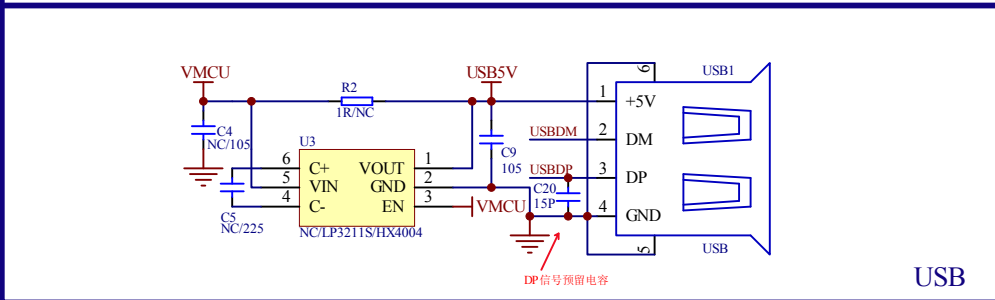 VMCU
USB5V
R2
1R/NC
C4
NC/105
U3
6
5
4
C+
VIN
C-
VOUT
GND
EN
1
2
3
VMCU
C5
NC/225
NC/LP3211S/HX4004
C9
105
USBDM
USBDP
C20
15P
USB1
6
1
+5V
2
DM
3
DP
4
GND
5
USB
DP信号预留电容
USB